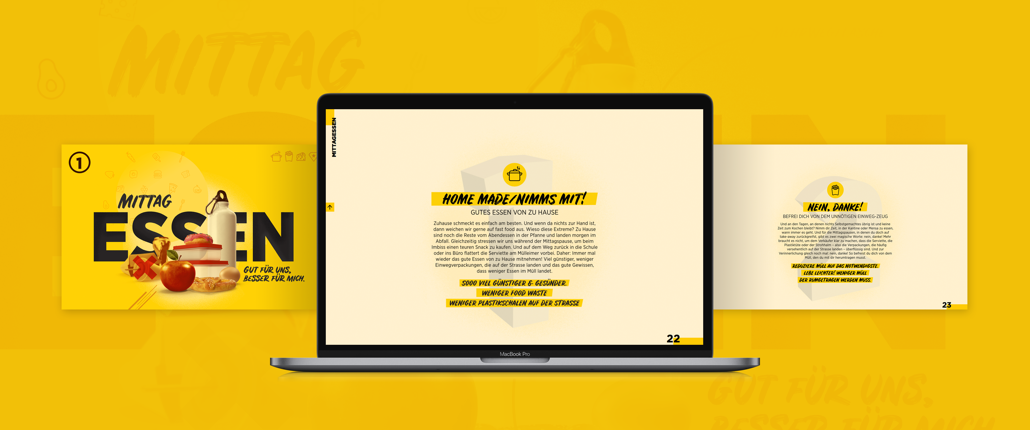 MITTAG
1
MITTAG
ESSEN
GUT FÜR UNS,
BESSER FÜR MICH.
MITTAGESSEN
HOME MADE/NIMMS MIT!
GUTES ESSEN VON ZU HAUSE
Zuhause schmeckt es einfach am besten. Und wenn da nichts zur Hand ist,
dann weichen wir gerne auf fast food aus. Wieso diese Extreme? Zu Hause
sind noch die Reste vom Abendessen in der Pfanne und landen morgen im
Abfall. Gleichzeitig stressen wir uns während der Mittagspause, um beim
Imbiss einen teuren Snack zu kaufen. Und auf dem Weg zurück in die Schule
oder ins Büro flattert die Serviette am Mülleimer vorbei. Daher: Immer mal
wieder das gute Essen von zu Hause mitnehmen! Viel günstiger, weniger
Einwegverpackungen, die auf der Strasse landen und das gute Gewissen,
dass weniger Essen im Müll landet.
SOOO VIEL GÜNSTIGER & GESÜNDER.
WENIGER FOOD WASTE
WENIGER PLASTIKSCHALEN AUF DER STRASSE
22
MacBook Pro
NEIN, DANKE!
BEFREI DICH VON DEM UNNÖTIGEN EINWEG-ZEUG
REDUZIERE MÜLL AUF DAS NOTWENDIGSTE.
LEBE LEICHTER! WENIGER MÜLL
DER RUMGETRAGEN WERDEN MUSS.
23
GUT FÜR UNS,
BESSER FÜR MICH.